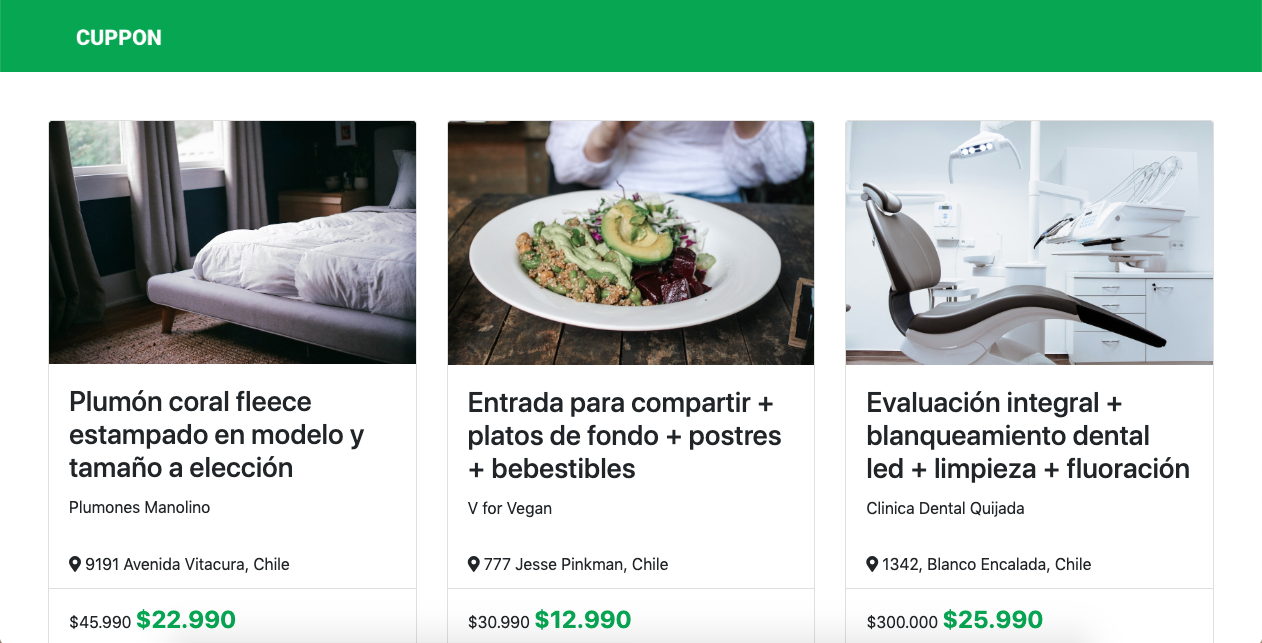 CUPPON
Plumón coral fleece
estampado en modelo y
tamaño a elección
Plumones Manolino
9191 Avenida Vitacura, Chile
$45.990 $22.990
Entrada para compartir +
platos de fondo + postres
+ bebestibles
V for Vegan
777 Jesse Pinkman, Chile
$30.990 $12.990
Evaluación integral +
blanqueamiento dental
led + limpieza + fluoración
Clinica Dental Quijada
1342, Blanco Encalada, Chile
$300.000 $25.990